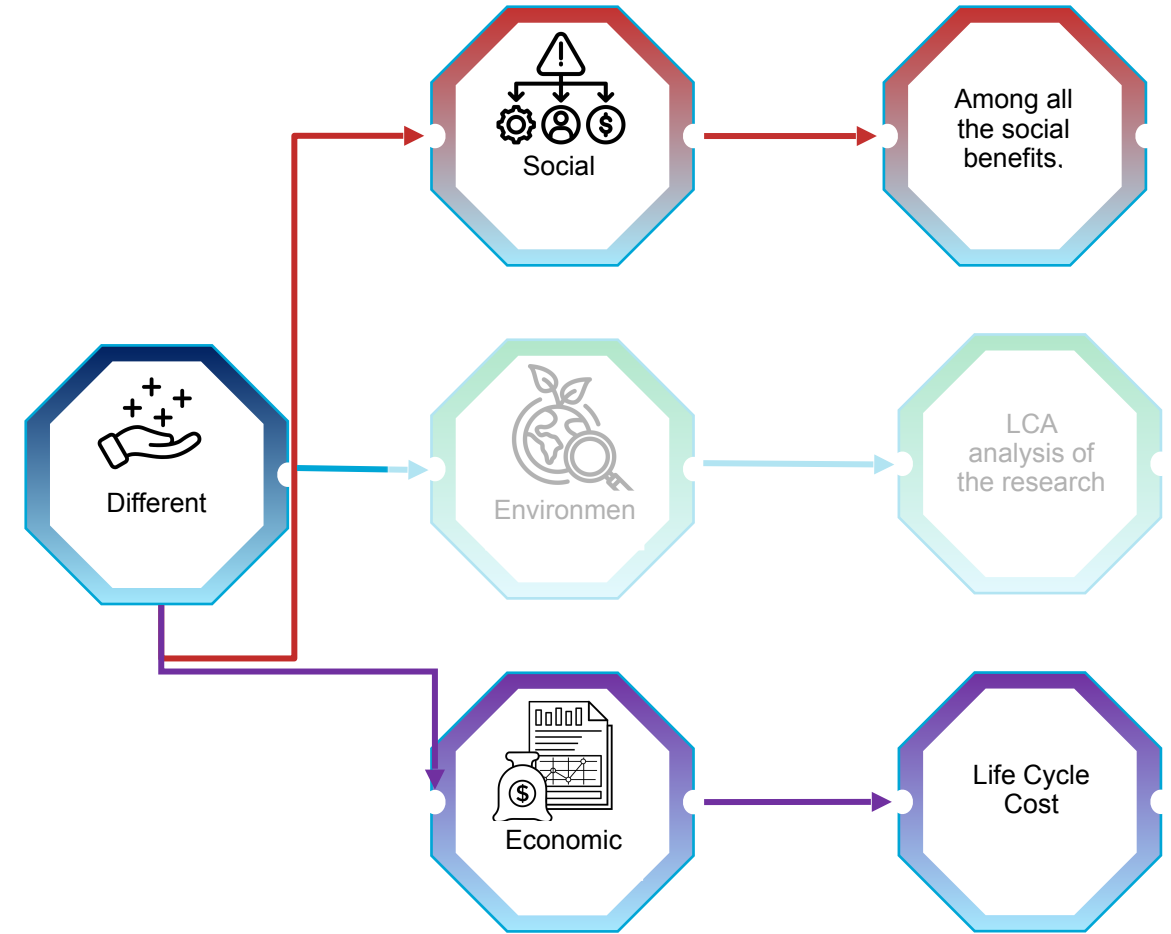 Social
Among all
the social
benefits.
Different
Environmen
LCA
analysis of
the research
Economic
Life Cycle
Cost